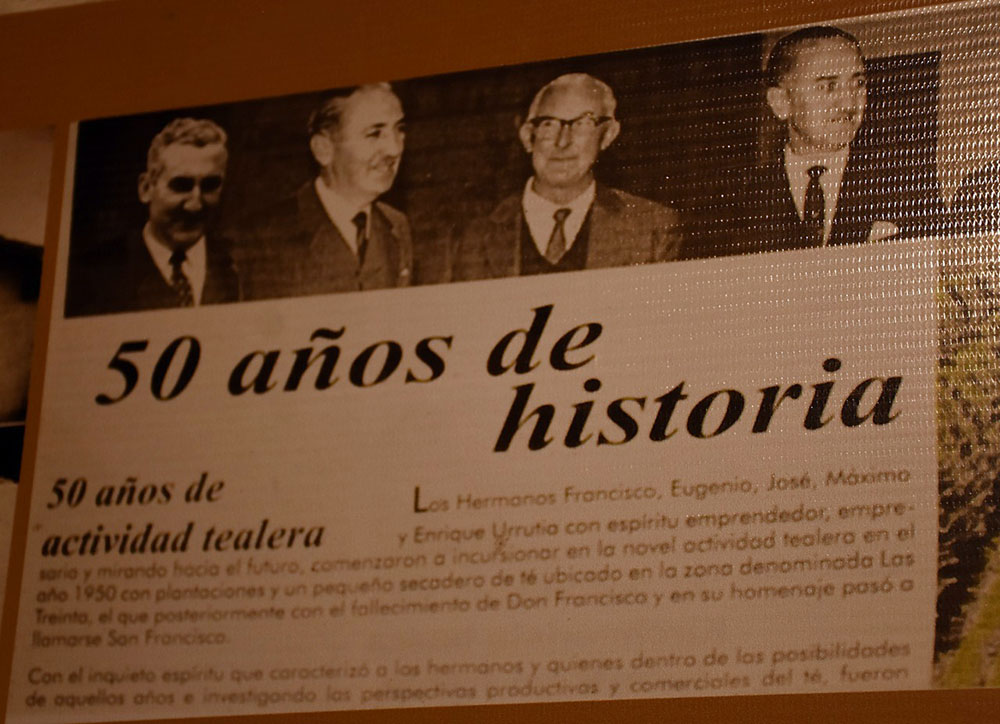 50 años de
historia
50 años de
actividad tealera
Los Hermanos Francisco, Eugenio, José, Máximo
y Enrique Urrutia con espíritu emprendedor, empre-
saria y mirando hacia el futuro, comenzaron a incursionar en la novel actividad tealera en el
año 1950 con plantaciones y un pequeño secadero de té ubicado en la zona denominada Las
Treinta, el que posteriormente con el fallecimiento de Don Francisco y en su homenaje pasó a
llamarse San Francisco.
Con el inquieto espíritu que caracterizó a los hermanos y quienes dentro de las posibilidades
de aquellos años e investigando las perspectivas productivas y comerciales del té, fueron